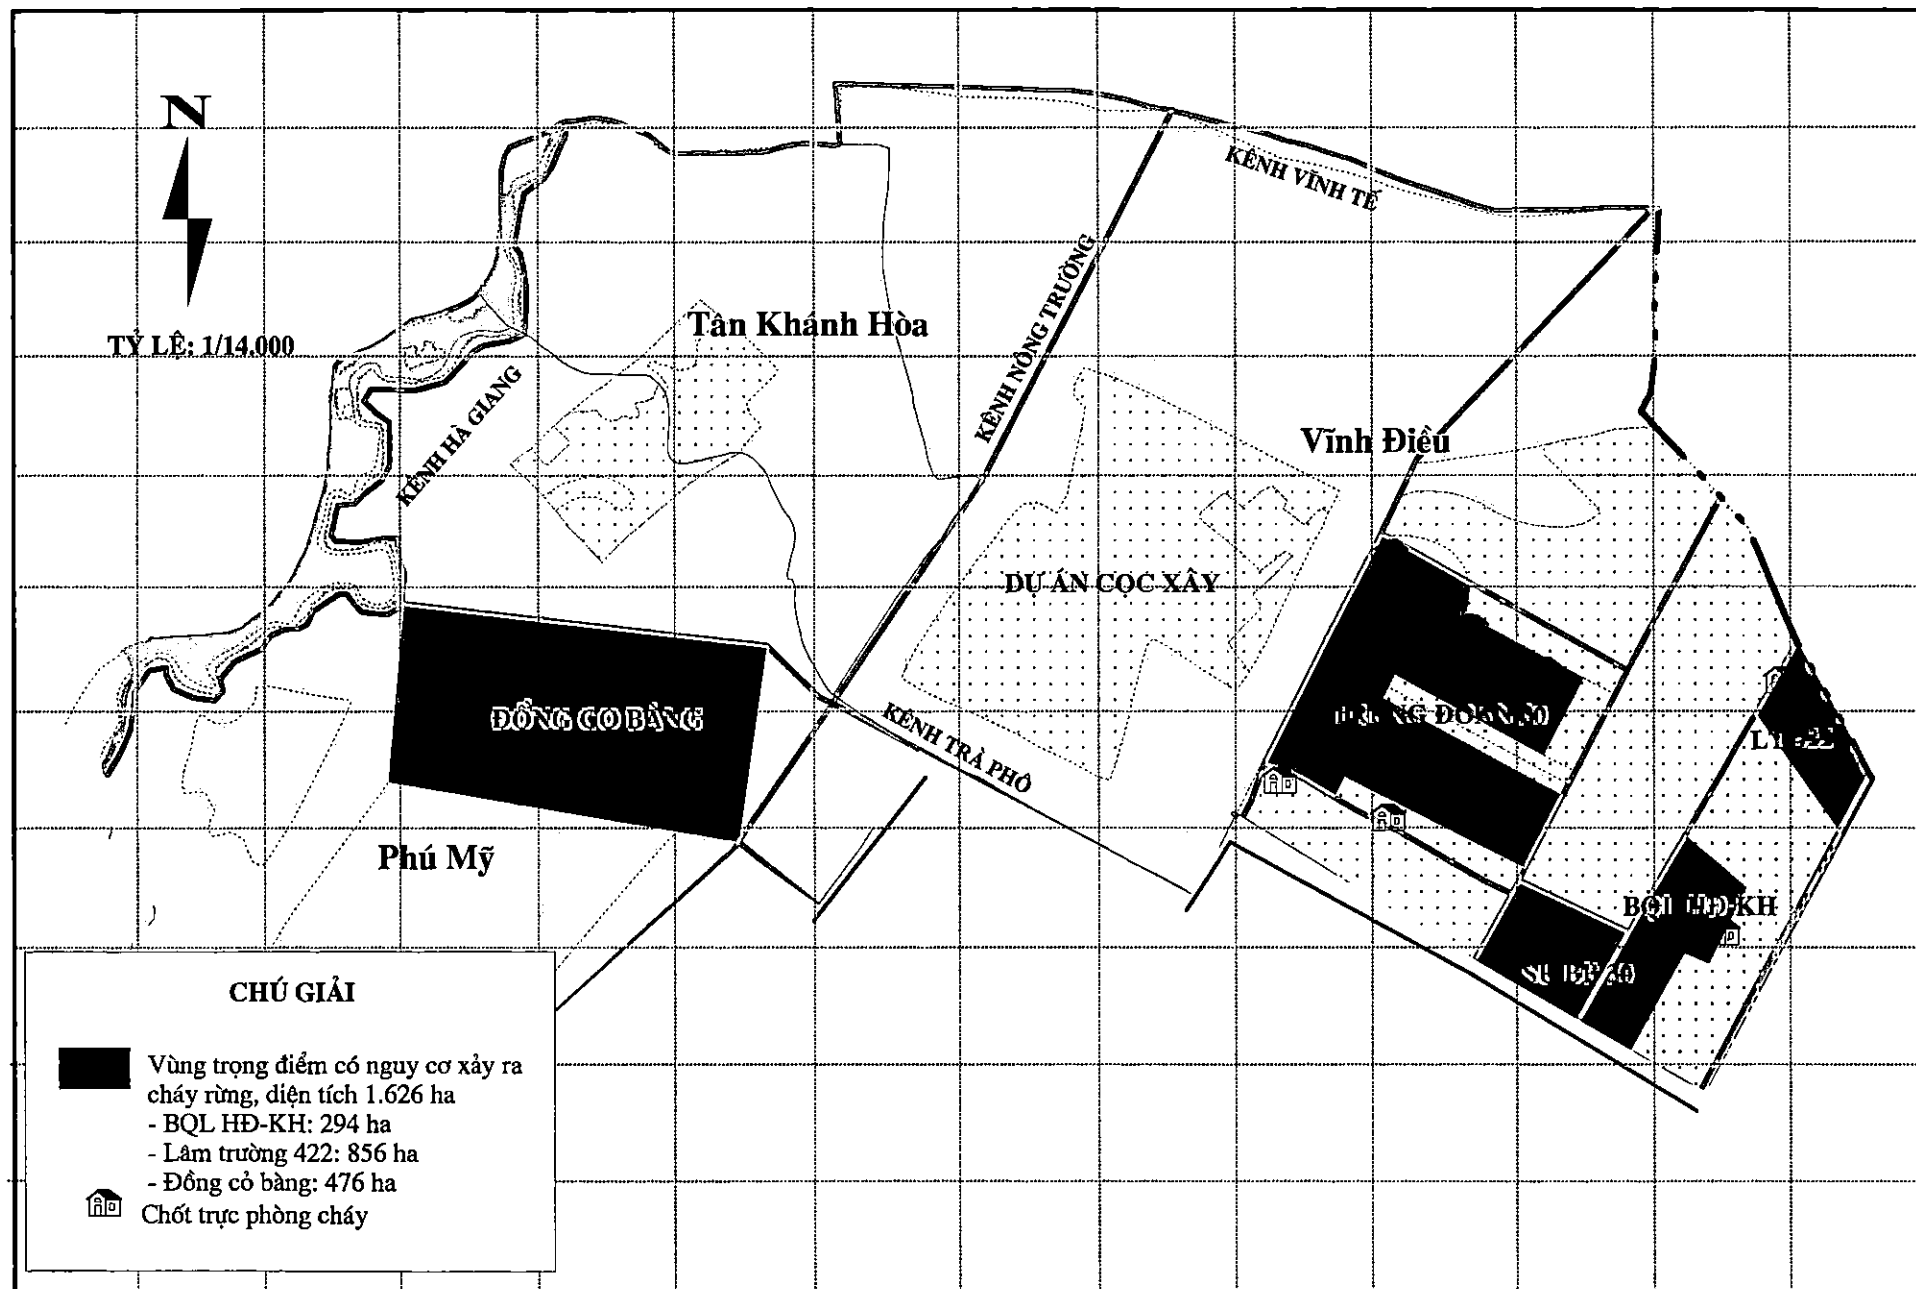 N
TỶ LỆ: 1/14.000
KÊNH VĨNH TẾ
KÊNH NÔNG TRƯỜNG
Tân Khánh Hòa
KÊNH HÀ GIANG
Vĩnh Điều
DỰ ÁN CỌC XÂY
ĐỒNG CỎ BÀNG
KÊNH TRÀ PHÔ
Phú Mỹ
BQL HĐ-KH
CHÚ GIẢI
Vùng trọng điểm có nguy cơ xảy ra
cháy rừng, diện tích 1.626 ha
- BQL HĐ-KH: 294 ha
- Lâm trường 422: 856 ha
- Đồng cỏ bàng: 476 ha
Chốt trực phòng cháy